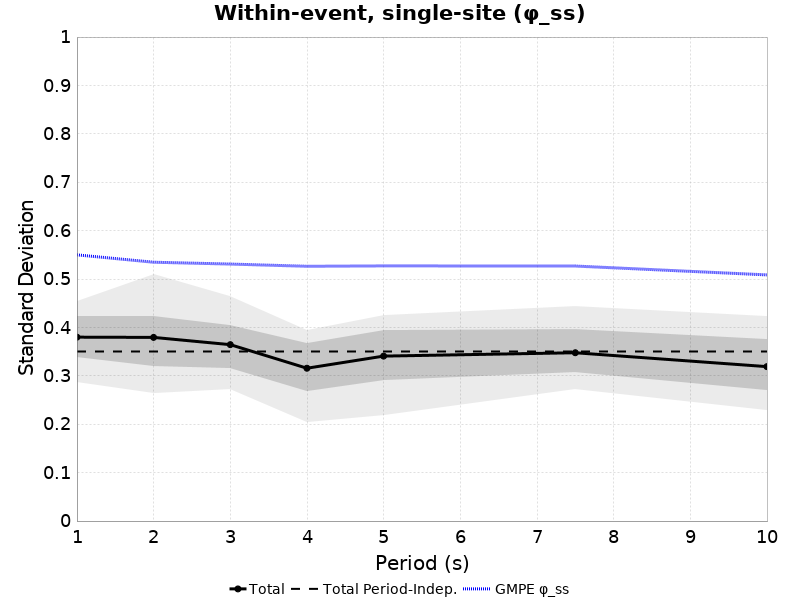 Within-event, single-site (φ_ss)
Standard Deviation
1
0.9
0.8
0.7
0.6
0.5
0.4
0.3
0.2
0.1
0
1 2 3 4 5 6 7 8 9 10
Period (s)
Total Total Period-Indep. GMPE φ_ss